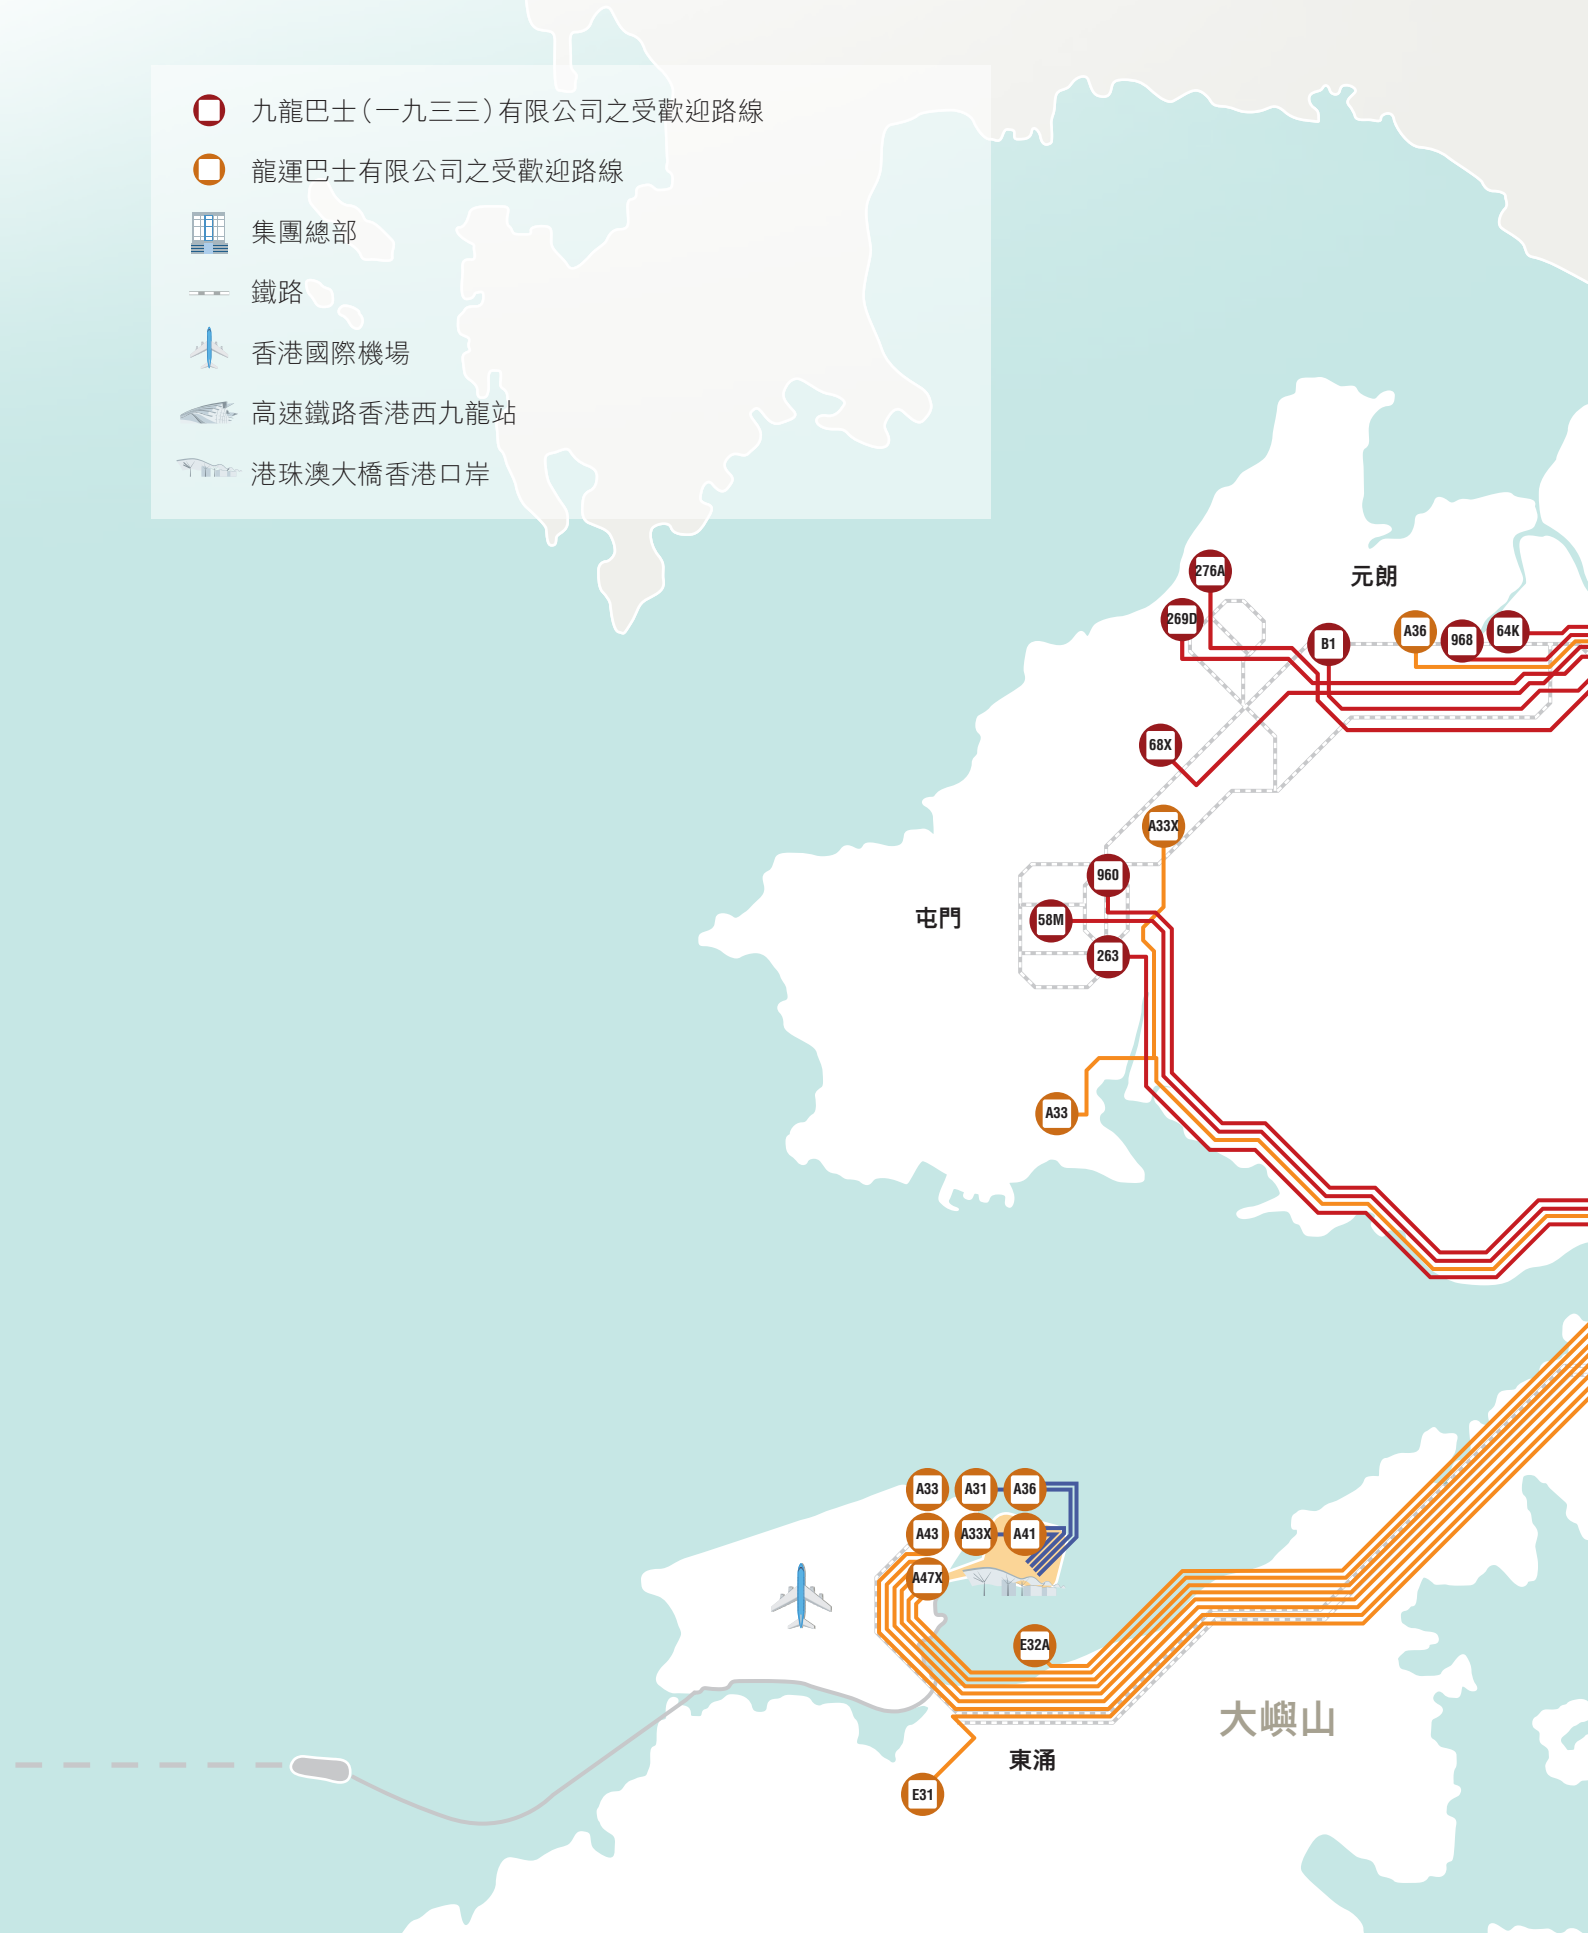 九龍巴士(一九三三)有限公司之受歡迎路線
龍運巴士有限公司之受歡迎路線
集團總部
鐵路
香港國際機場
高速鐵路香港西九龍站
港珠澳大橋香港口岸
276A
元朗
269D
A36
968
64K
B1
68X
A33X
960
屯門
58M
263
A33
A33
A31
A36
A43
A33X
A41
A47X
E32A
大嶼山
東涌
E31